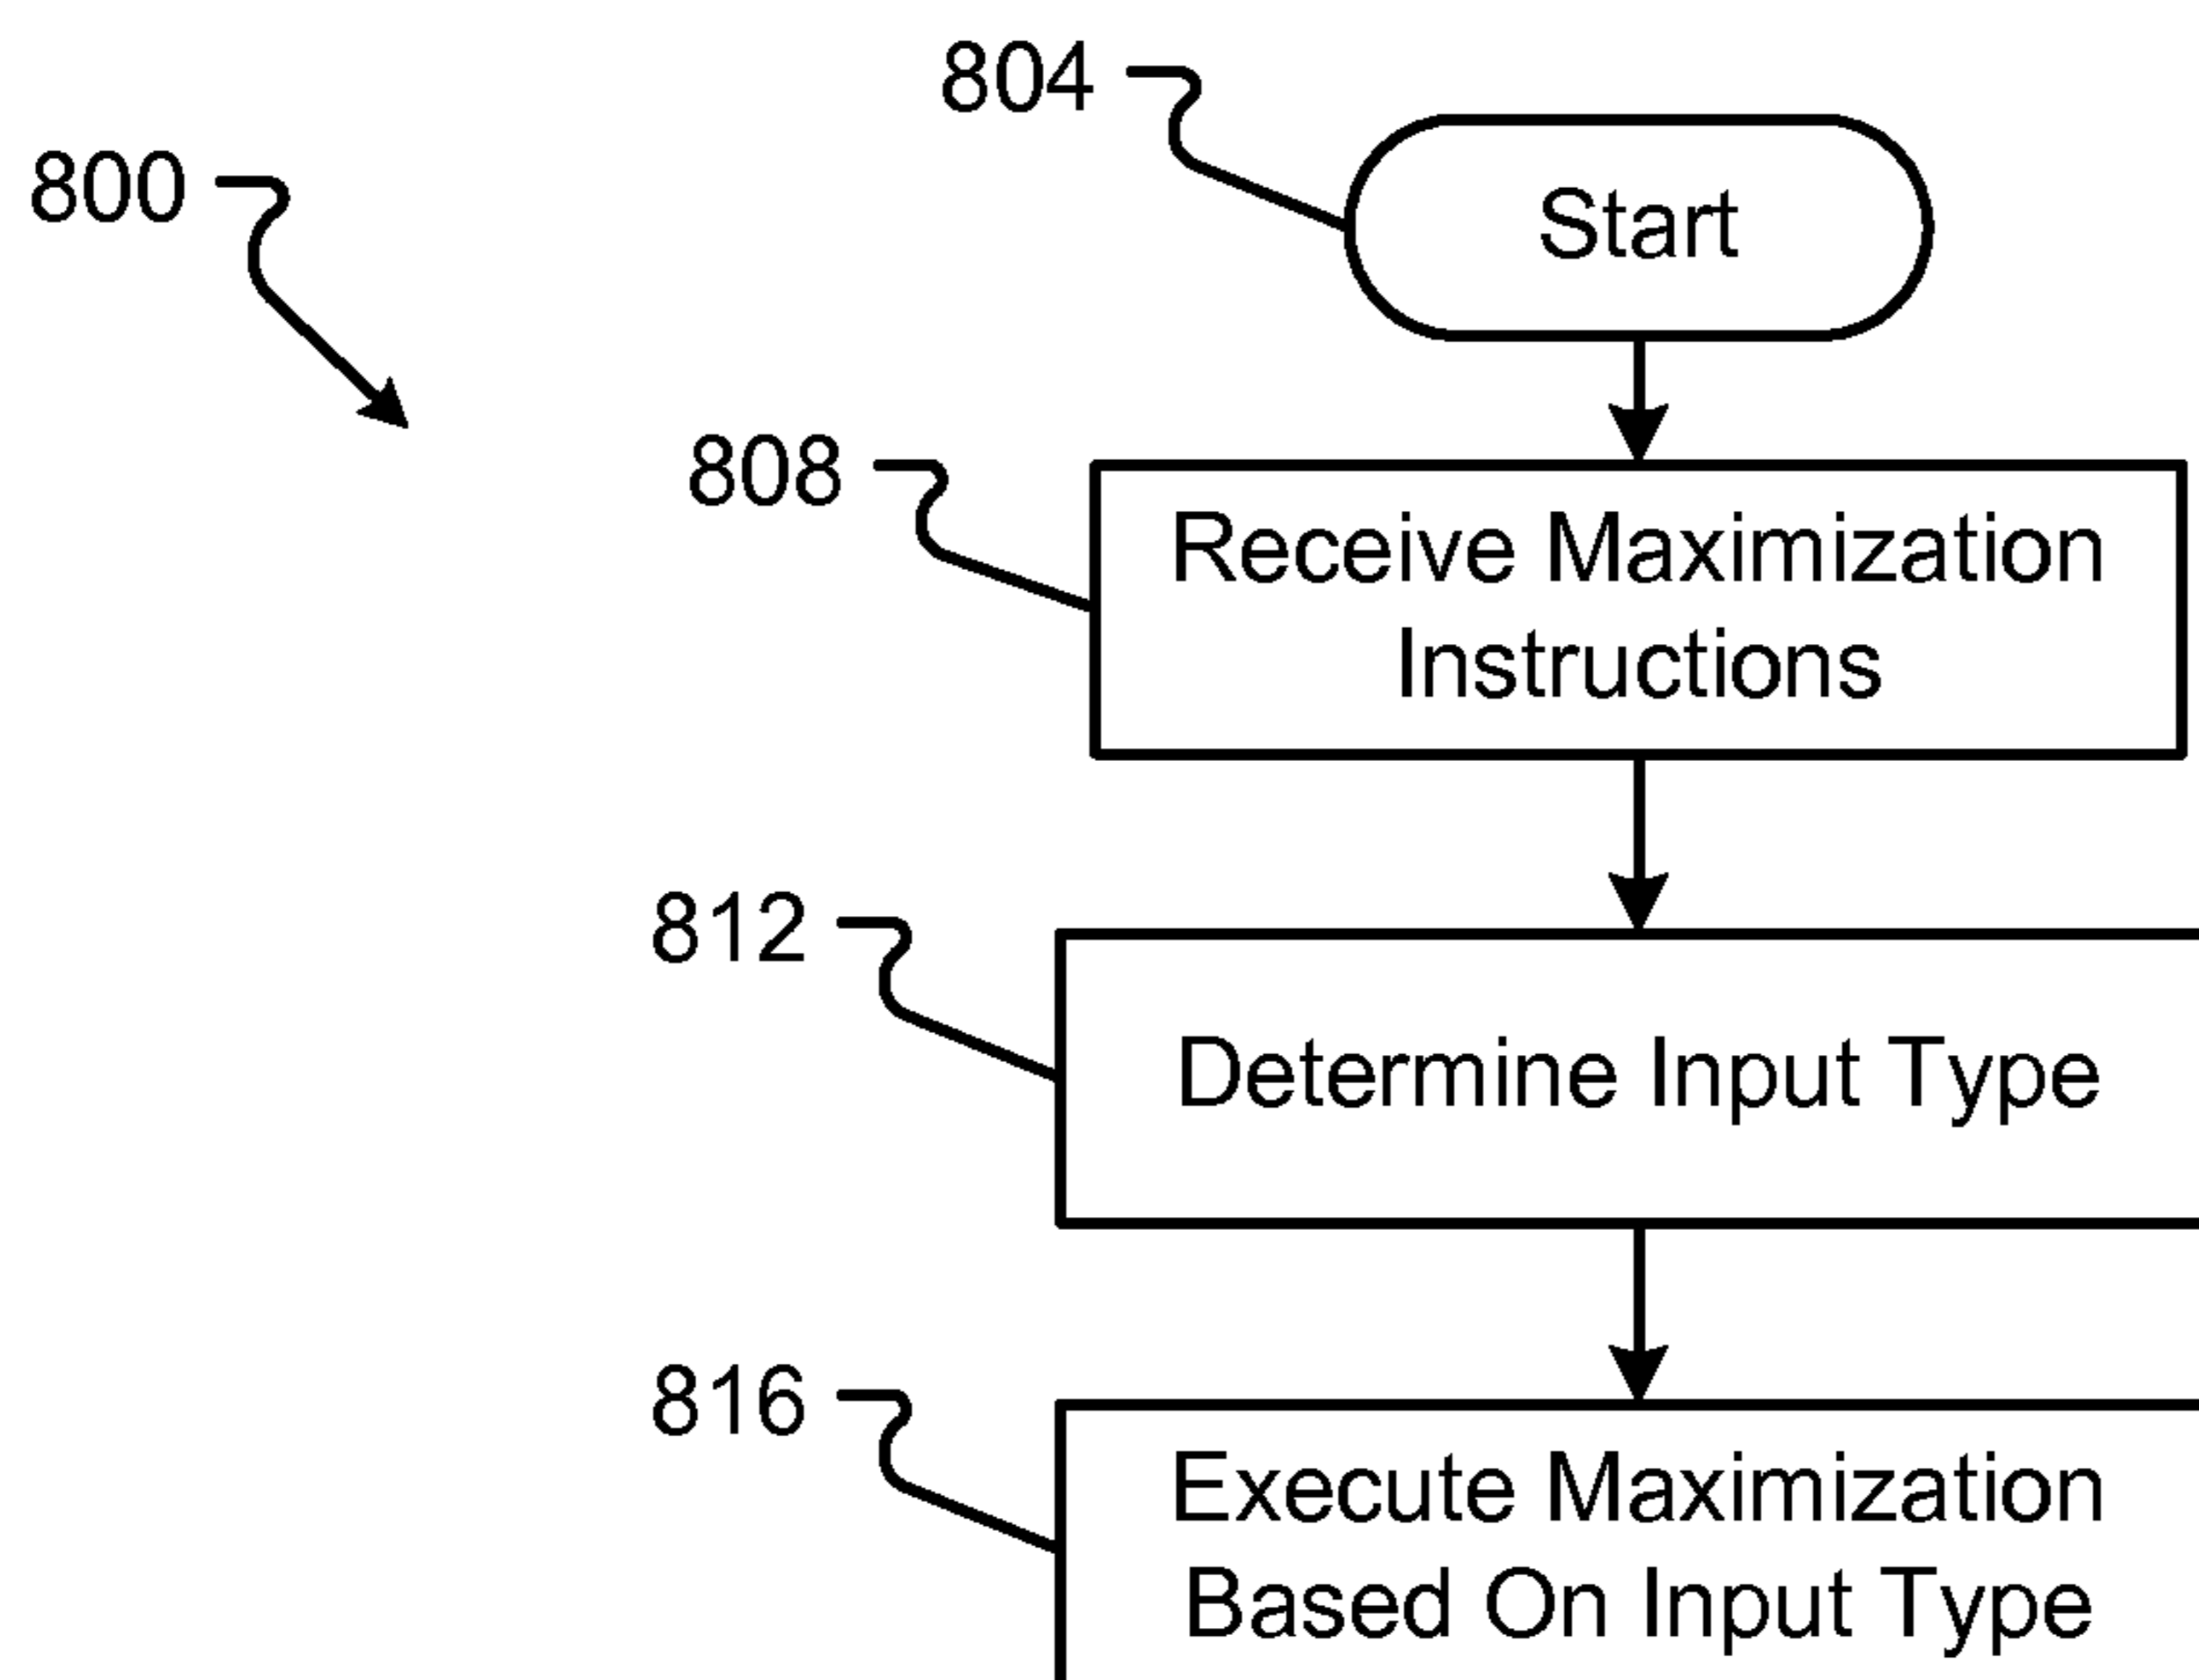 804
800
Start
808
Receive Maximization
Instructions
812
Determine Input Type
816
Execute Maximization
Based On Input Type